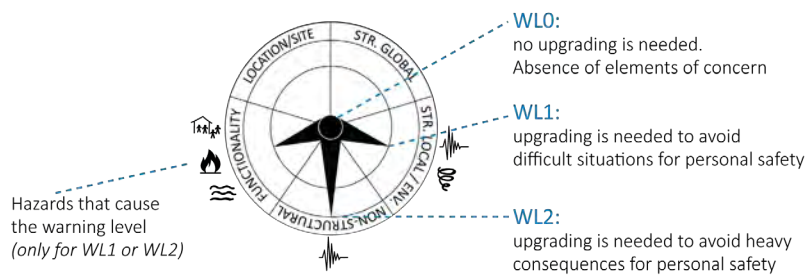 WL0:
no upgrading is needed.
Absence of elements of concern
LOCATION/SITE
STR. GLOBAL
STR. LOCAL / ENV.
NON-STRUCTURAL
FUNCTIONALITY
WL1:
upgrading is needed to avoid
difficult situations for personal safety
Hazards that cause
the warning level
(only for WL1 or WL2)
WL2:
upgrading is needed to avoid heavy
consequences for personal safety